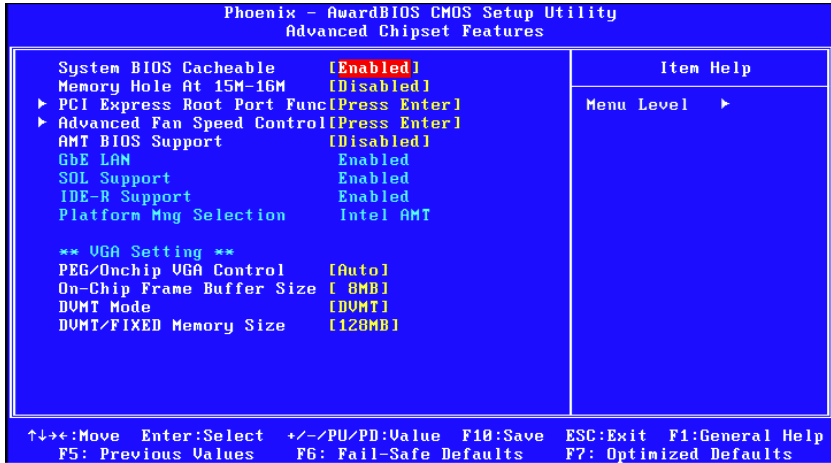 Phoenix - AwardBIOS CMOS Setup Utility
Advanced Chipset Features
System BIOS Cacheable [Enabled]
Memory Hole At 15M-16M [Disabled]
► PCI Express Root Port Func[Press Enter]
► Advanced Fan Speed Control[Press Enter]
AMT BIOS Support [Disabled]
GbE LAN Enabled
SOL Support Enabled
IDE-R Support Enabled
Platform Mng Selection Intel AMT
** VGA Setting **
PEG/Onchip VGA Control [Auto]
On-Chip Frame Buffer Size [ 8MB]
DVMT Mode [DVMT]
DVMT/FIXED Memory Size [128MB]
Item Help
Menu Level ►
↑↓→←:Move Enter:Select +/-/PU/PD:Value F10:Save ESC:Exit F1:General Help
F5: Previous Values F6: Fail-Safe Defaults F7: Optimized Defaults